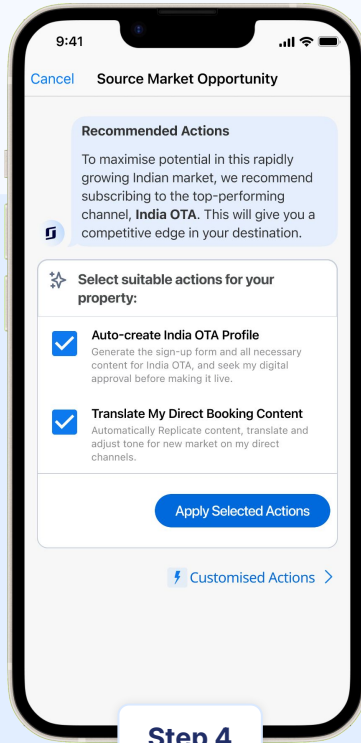 9:41
Cancel Source Market Opportunity
Recommended Actions
To maximise potential in this rapidly
growing Indian market, we recommend
subscribing to the top-performing
channel, India OTA. This will give you a
competitive edge in your destination.
Select suitable actions for your
property:
Auto-create India OTA Profile
Generate the sign-up form and all necessary
content for India OTA, and seek my digital
approval before making it live.
Translate My Direct Booking Content
Automatically Replicate content, translate and
adjust tone for new market on my direct
channels.
Apply Selected Actions
Customised Actions
Step 4